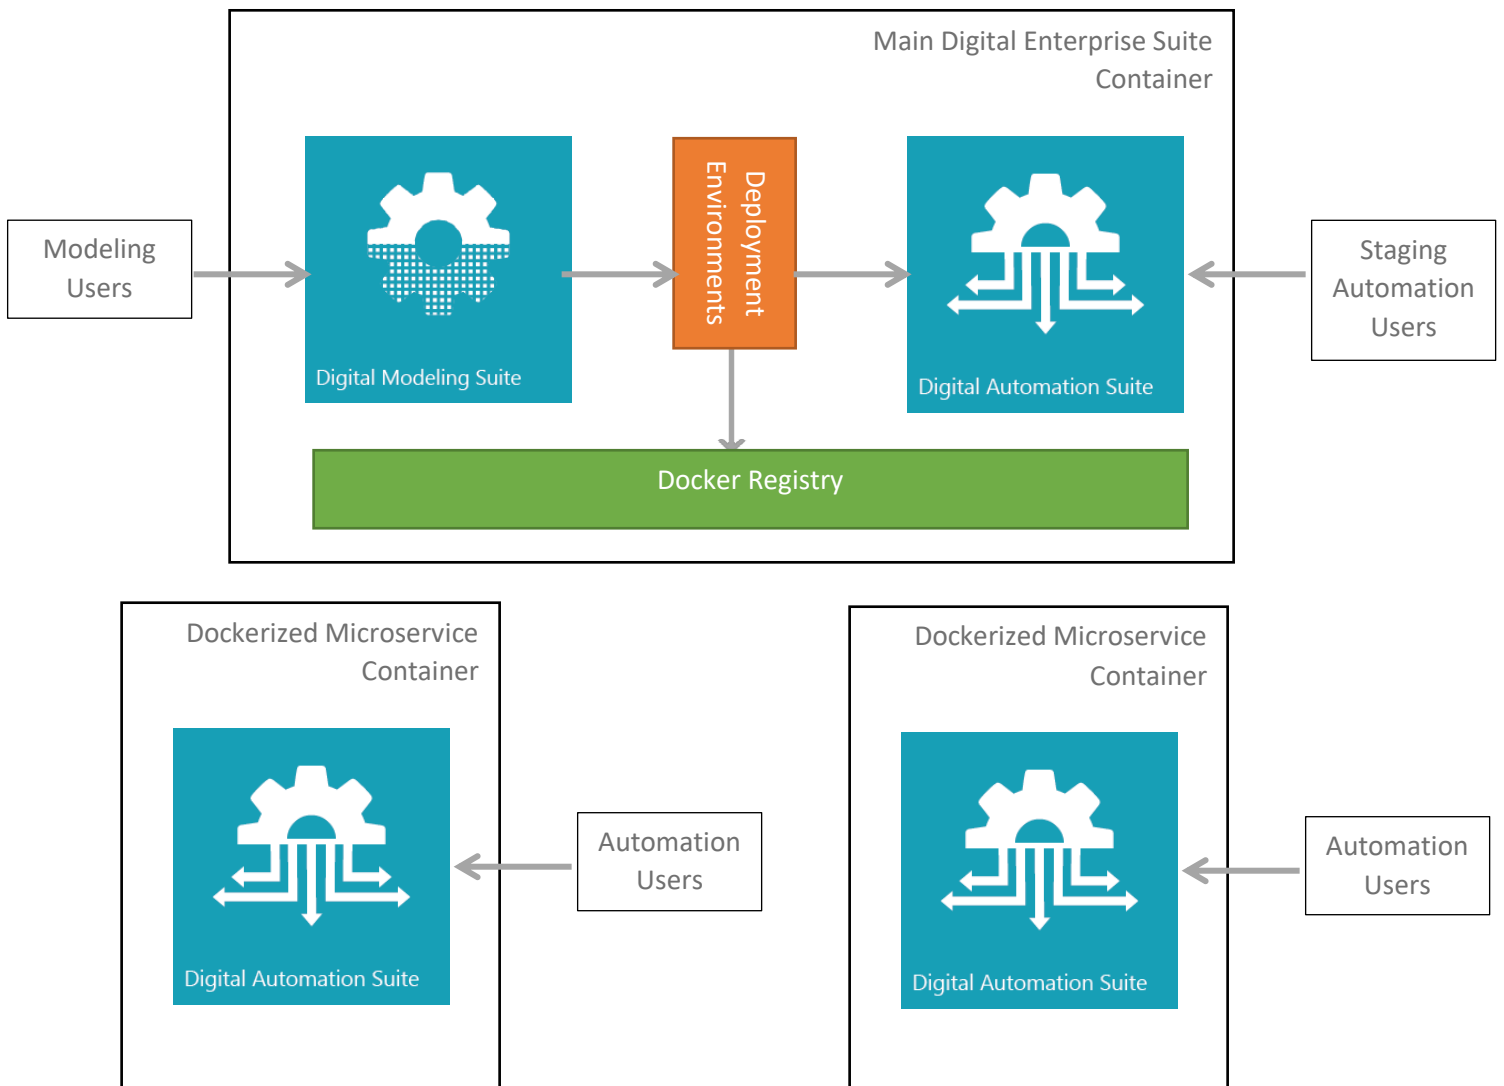 Main Digital Enterprise Suite
Container
Modeling
Users
Digital Modeling Suite
Deployment
Environments
Digital Automation Suite
Staging
Automation
Users
Docker Registry
Dockerized Microservice
Container
Digital Automation Suite
Automation
Users
Dockerized Microservice
Container
Digital Automation Suite
Automation
Users